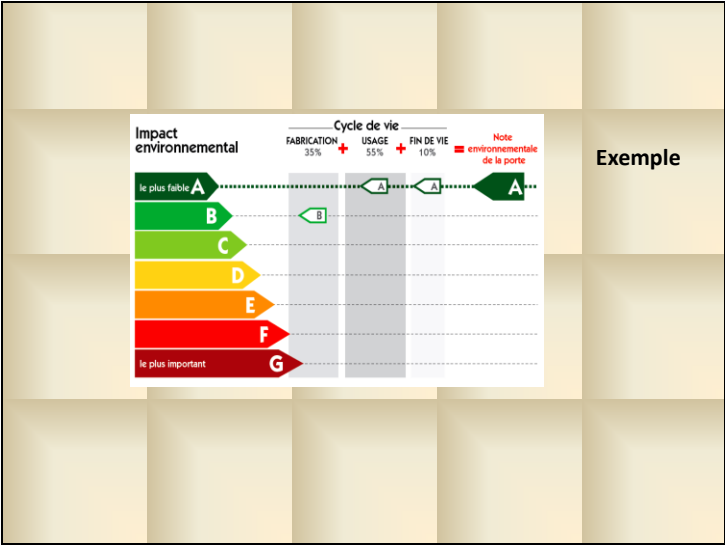 Cycle de vie
Impact
environnemental
FABRICATION
35%
+
USAGE
55%
+
FIN DE VIE
10%
=
Note
environnementale
de la porte
Exemple
le plus faible A
A
A
A
B
B
C
D
E
F
le plus important G